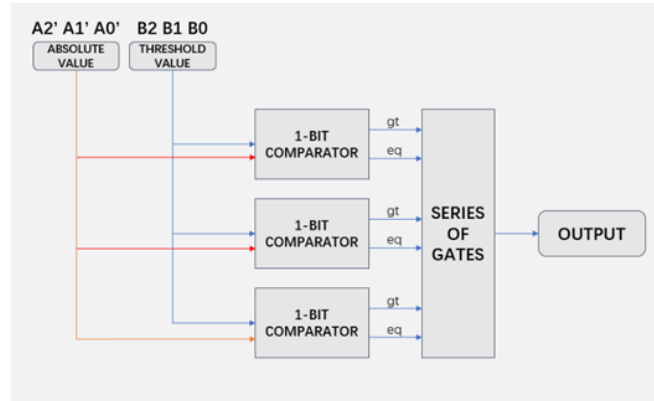 A2' A1' A0' B2 B1 B0
ABSOLUTE VALUE
THRESHOLD VALUE
1-BIT
COMPARATOR
gt
eq
1-BIT
COMPARATOR
gt
eq
1-BIT
COMPARATOR
gt
eq
SERIES
OF
GATES
OUTPUT